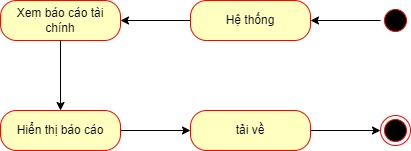 Xem báo cáo tài
chính
Hệ thống
Hiển thị báo cáo
tải về